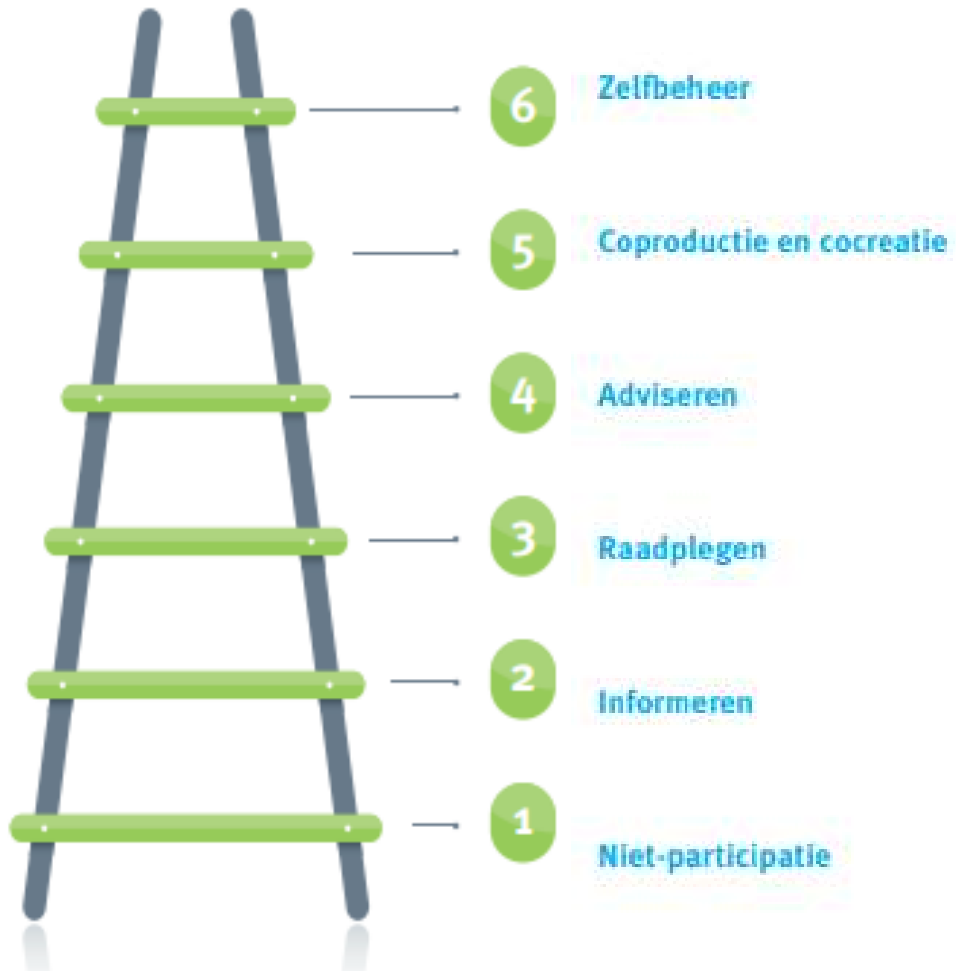 6 Zelfbeheer
5 Coproductie en cocreatie
4 Adviseren
3 Raadplegen
2 Informeren
1 Niet-participatie